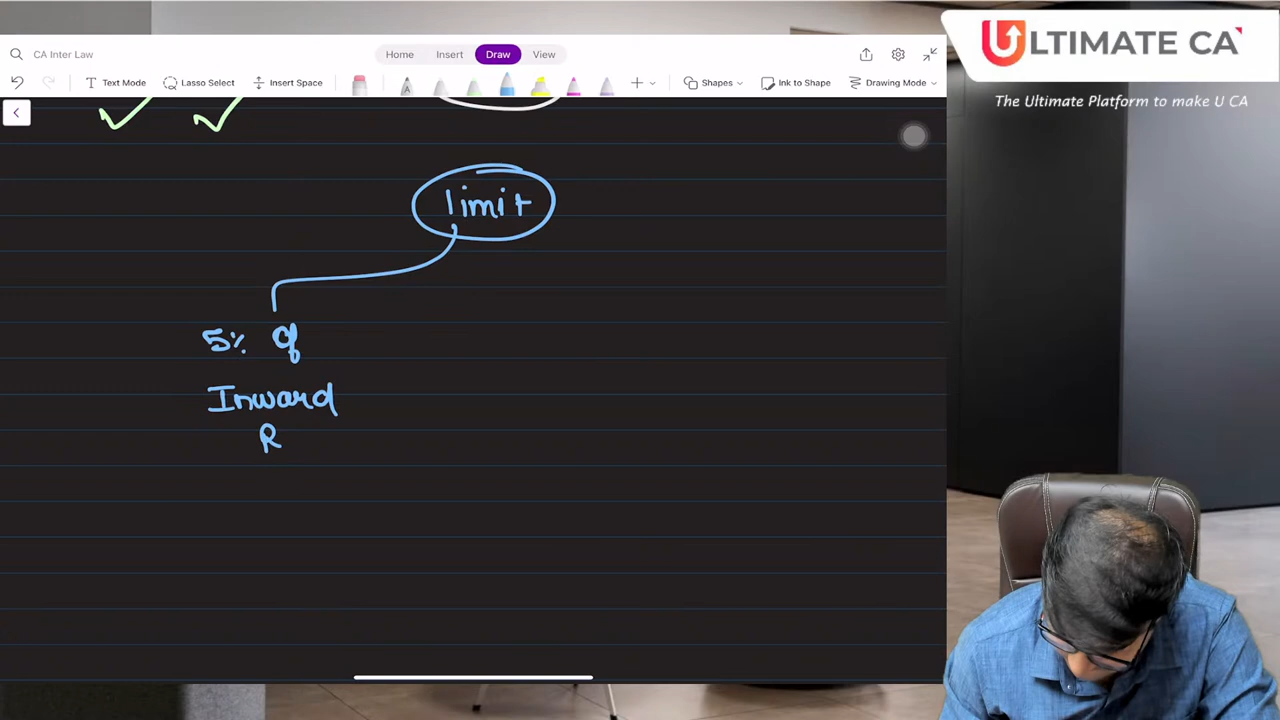 ULTIMATE CA
The Ultimate Platform to make U CA
CA Inter Law
Home Insert Draw View
Text Mode Lasso Select Insert Space Shapes Ink to Shape Drawing Mode
limit
5% of
Inward
R